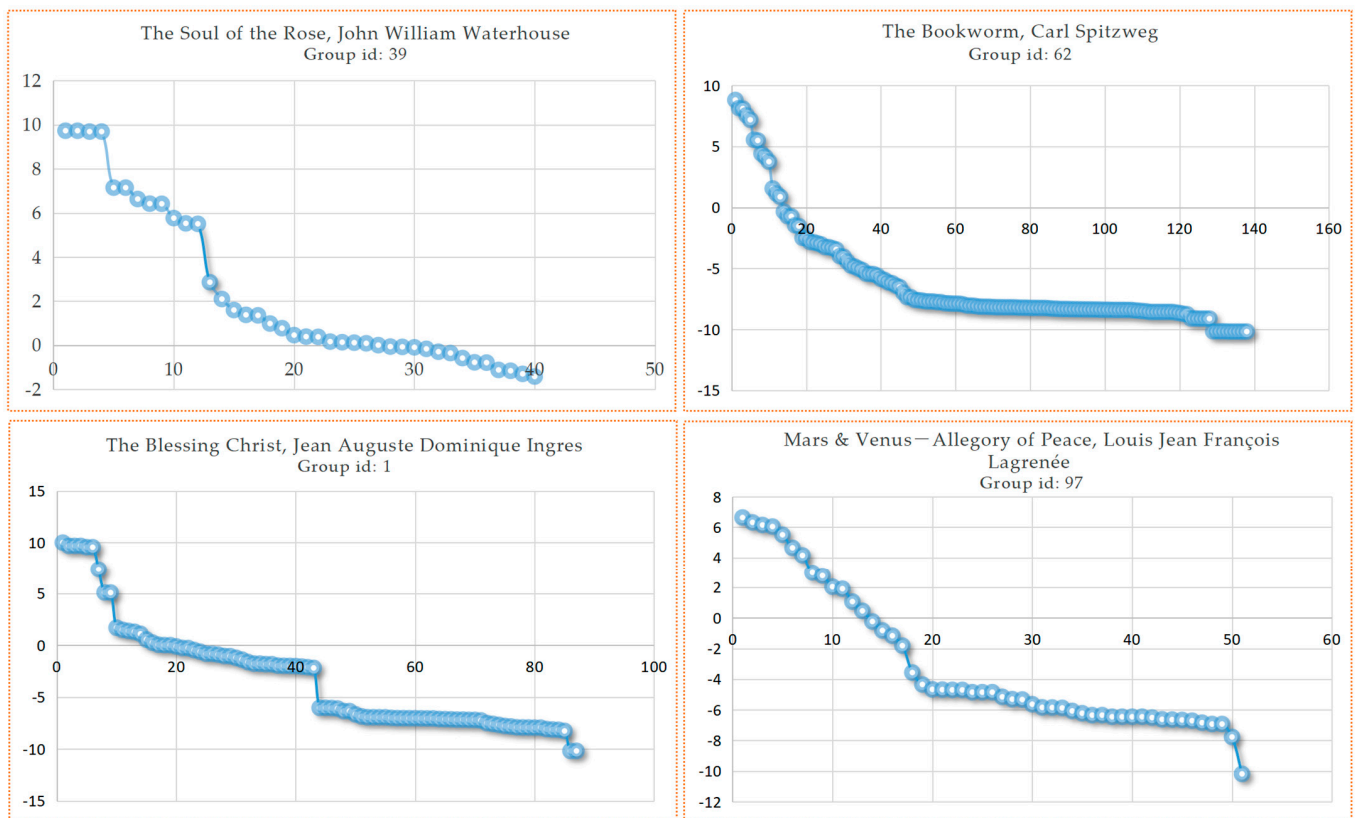 The Soul of the Rose, John William Waterhouse
Group id: 39
12
10
8
6
4
2
0
-2
0 10 20 30 40 50
The Bookworm, Carl Spitzweg
Group id: 62
10
5
0
-5
-10
-15
0 20 40 60 80 100 120 140 160
The Blessing Christ, Jean Auguste Dominique Ingres
Group id: 1
15
10
5
0
-5
-10
-15
0 20 40 60 80 100
Mars & Venus—Allegory of Peace, Louis Jean François
Lagrenée
Group id: 97
8
6
4
2
0
-2
-4
-6
-8
-10
-12
0 10 20 30 40 50 60